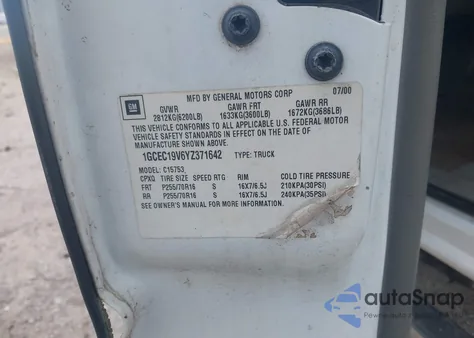 MFD BY GENERAL MOTORS CORP 07/00
GM GVWR GAWR FRT GAWR RR
2812KG(6200LB) 1633KG(3600LB) 1672KG(3686LB)
THIS VEHICLE CONFORMS TO ALL APPLICABLE U.S. FEDERAL MOTOR
VEHICLE SAFETY STANDARDS IN EFFECT ON THE DATE OF
MANUFACTURE SHOWN ABOVE.
1GCEC19V6YZ371642 TYPE: TRUCK
MODEL: C15753
CPXQ TIRE SIZE SPEED RTG RIM COLD TIRE PRESSURE
FRT P255/70R16 S 16X7/6.5J 210KPA(30PSI)
RR P255/70R16 S 16X7/6.5J 240KPA(35PSI)
SEE OWNER'S MANUAL FOR MORE INFORMATION.
autoSnap